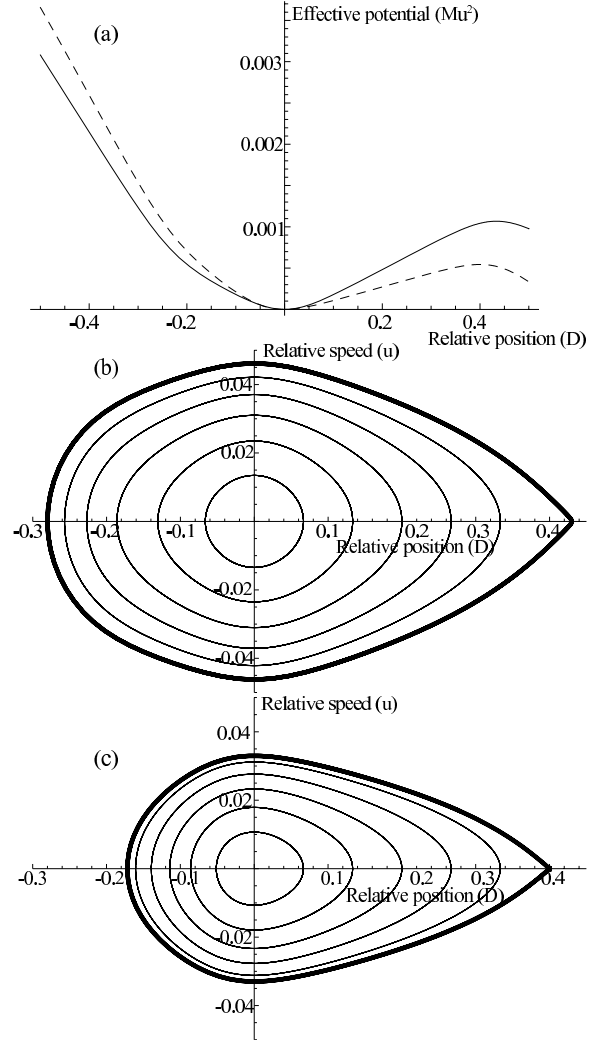 (a)
Effective potential (Mu²)
0.003
0.002
0.001
-0.4 -0.2 0.2 0.4
Relative position (D)
(b)
Relative speed (u)
0.04
0.02
-0.3 -0.2 -0.1 0.1 0.2 0.3 0.4
Relative position (D)
-0.02
-0.04
Relative speed (u)
(c)
0.04
0.02
-0.3 -0.2 -0.1 0.1 0.2 0.3 0.4
Relative position (D)
-0.02
-0.04